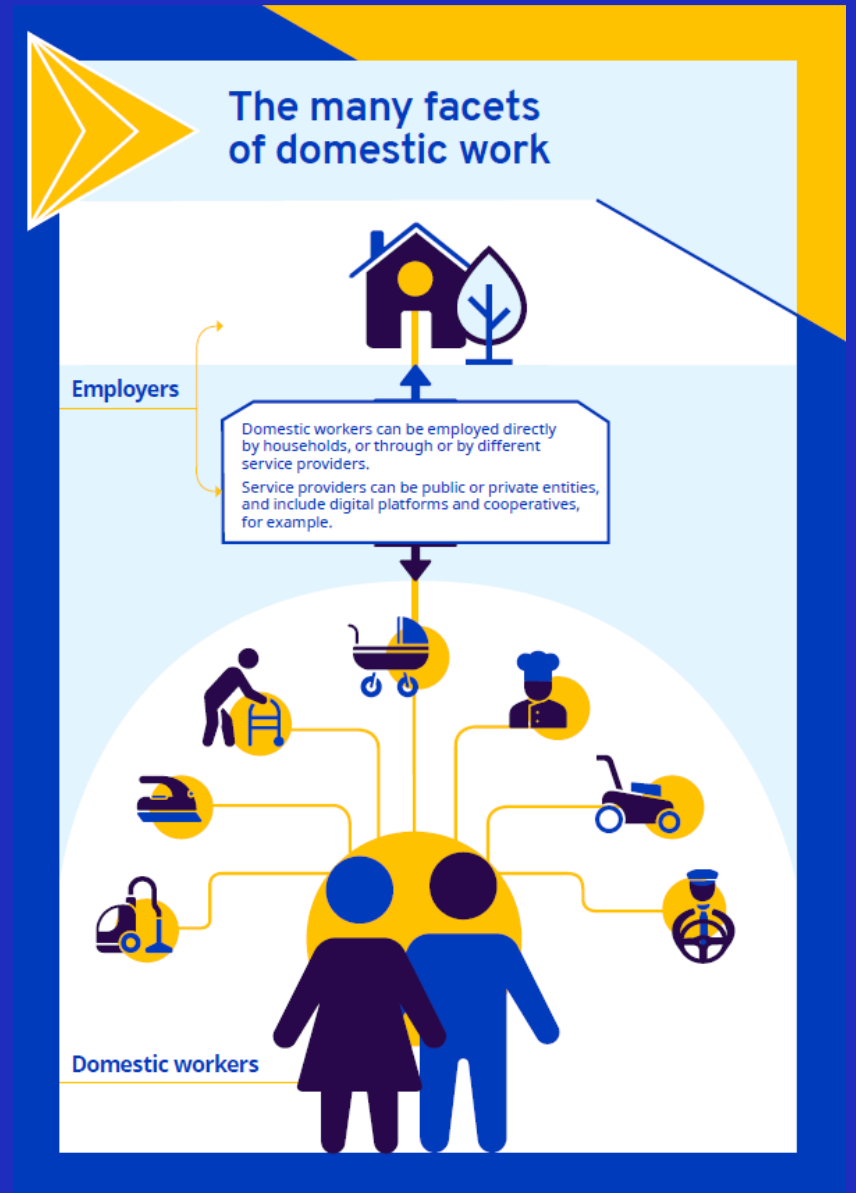 The many facets
of domestic work
Employers
Domestic workers can be employed directly
by households, or through or by different
service providers.
Service providers can be public or private entities,
and include digital platforms and cooperatives,
for example.
Domestic workers